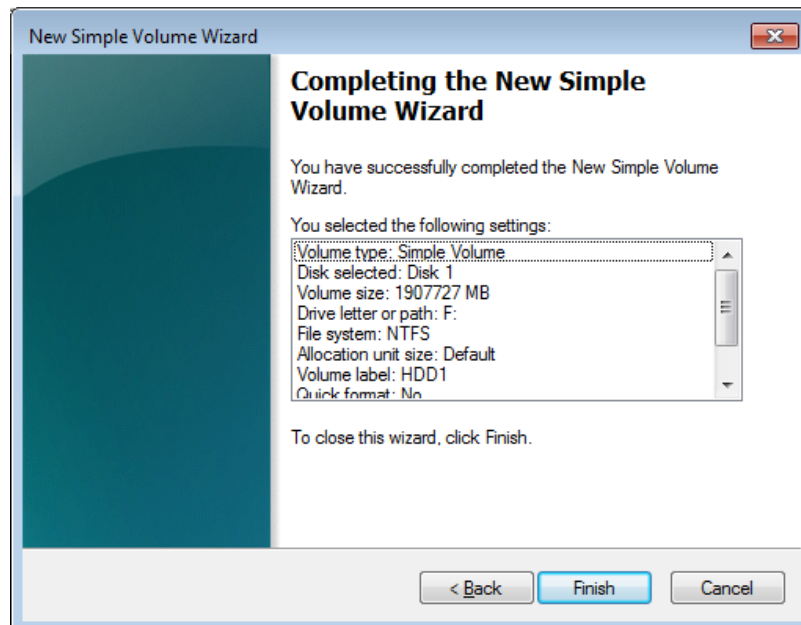 New Simple Volume Wizard
Completing the New Simple
Volume Wizard
You have successfully completed the New Simple Volume
Wizard.
You selected the following settings:
Volume type: Simple Volume
Disk selected: Disk 1
Volume size: 1907727 MB
Drive letter or path: F:
File system: NTFS
Allocation unit size: Default
Volume label: HDD1
Quick format: No
To close this wizard, click Finish.
< Back
Finish
Cancel